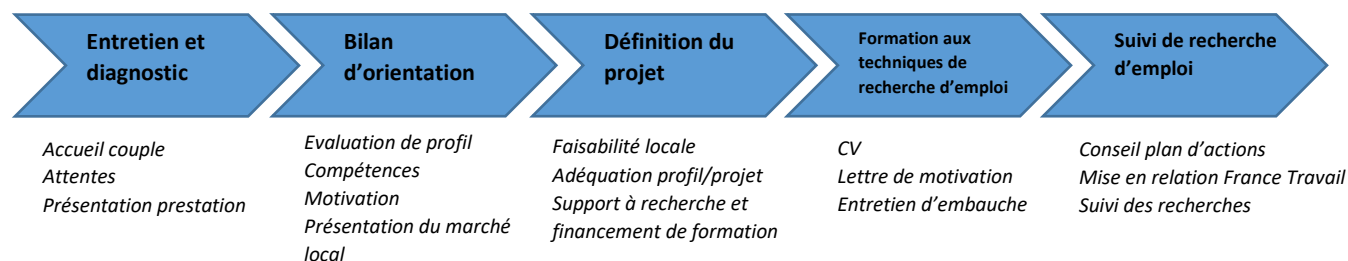 Entretien et
diagnostic
Bilan
d’orientation
Définition du
projet
Formation aux
techniques de
recherche d’emploi
Suivi de recherche
d’emploi
Accueil couple
Attentes
Présentation prestation
Evaluation de profil
Compétences
Motivation
Présentation du marché
local
Faisabilité locale
Adéquation profil/projet
Support à recherche et
financement de formation
CV
Lettre de motivation
Entretien d’embauche
Conseil plan d’actions
Mise en relation France Travail
Suivi des recherches